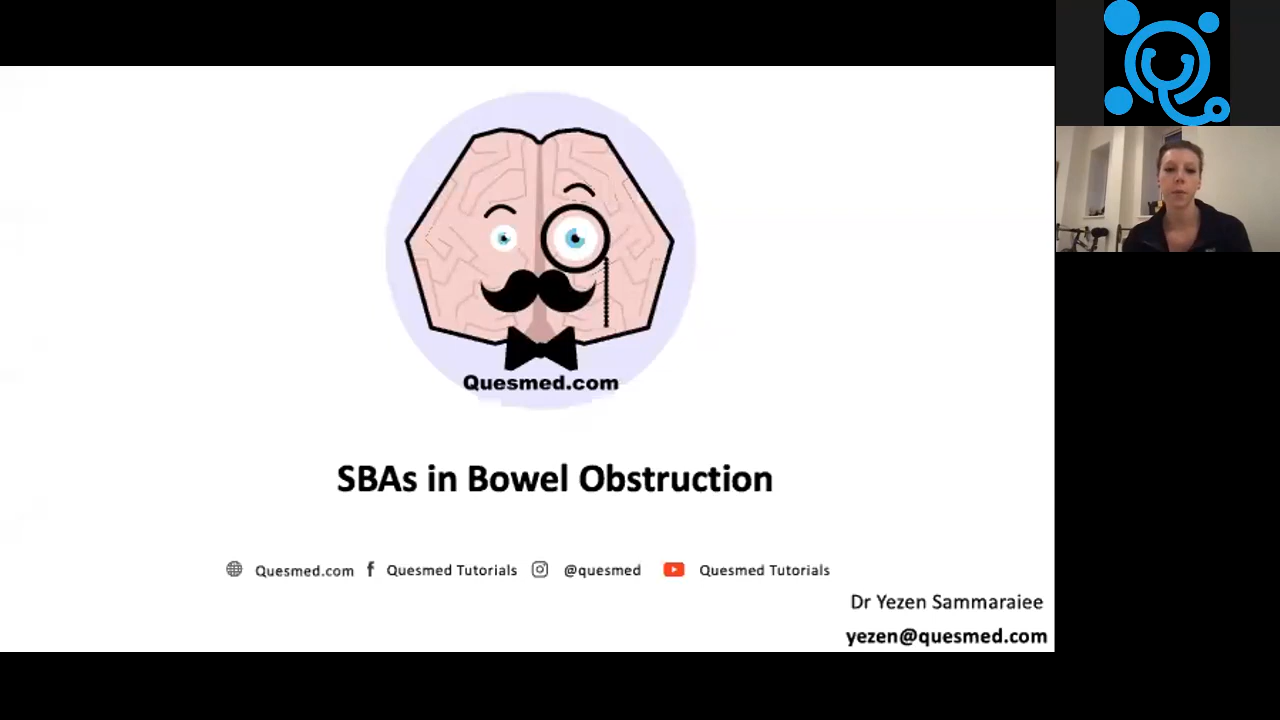 Quesmed.com
SBAs in Bowel Obstruction
Quesmed.com Quesmed Tutorials @quesmed Quesmed Tutorials
Dr Yezen Sammaraiee
yezen@quesmed.com